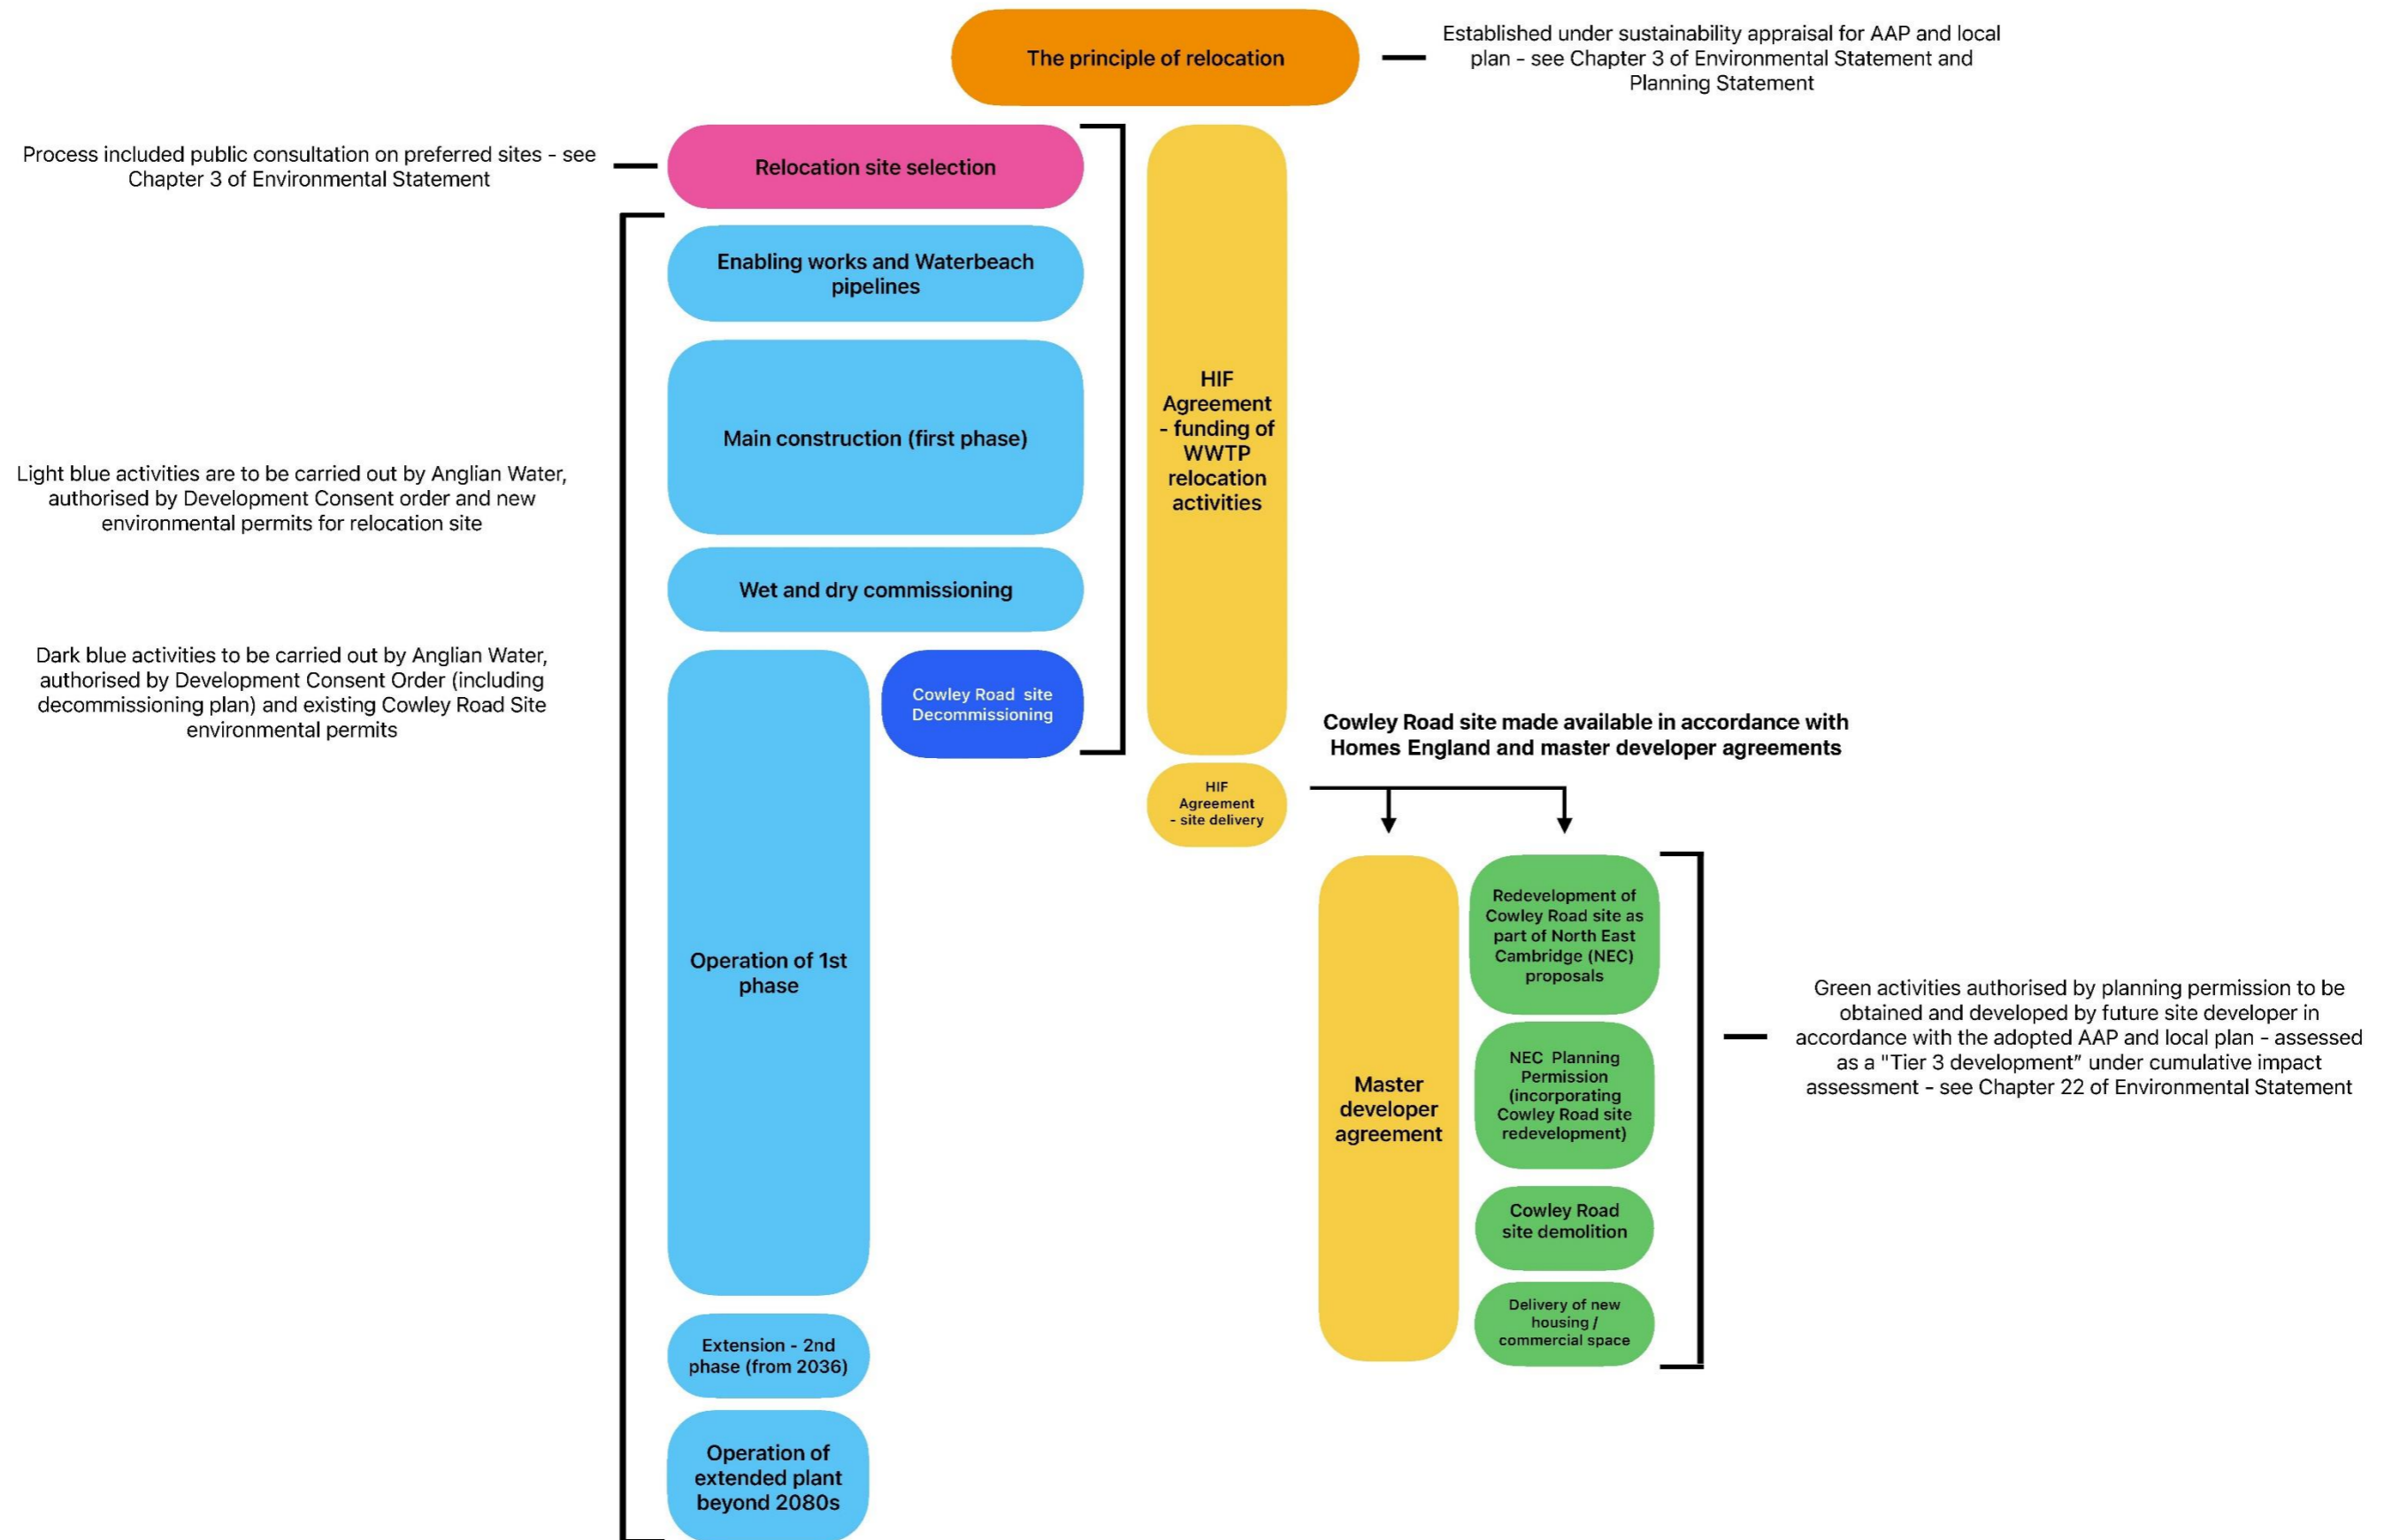 The principle of relocation
Established under sustainability appraisal for AAP and local
plan - see Chapter 3 of Environmental Statement and
Planning Statement
Process included public consultation on preferred sites - see
Chapter 3 of Environmental Statement
Relocation site selection
Enabling works and Waterbeach
pipelines
Main construction (first phase)
HIF
Agreement
- funding of
WWTP
relocation
activities
Light blue activities are to be carried out by Anglian Water,
authorised by Development Consent order and new
environmental permits for relocation site
Wet and dry commissioning
Dark blue activities to be carried out by Anglian Water,
authorised by Development Consent Order (including
decommissioning plan) and existing Cowley Road Site
environmental permits
Cowley Road site
Decommissioning
Cowley Road site made available in accordance with
Homes England and master developer agreements
HIF
Agreement
- site delivery
Operation of 1st
phase
Master
developer
agreement
Redevelopment of
Cowley Road site as
part of North East
Cambridge (NEC)
proposals
NEC Planning
Permission
(incorporating
Cowley Road site
redevelopment)
Cowley Road
site demolition
Delivery of new
housing /
commercial space
Green activities authorised by planning permission to be
obtained and developed by future site developer in
accordance with the adopted AAP and local plan - assessed
as a "Tier 3 development” under cumulative impact
assessment - see Chapter 22 of Environmental Statement
Extension - 2nd
phase (from 2036)
Operation of
extended plant
beyond 2080s